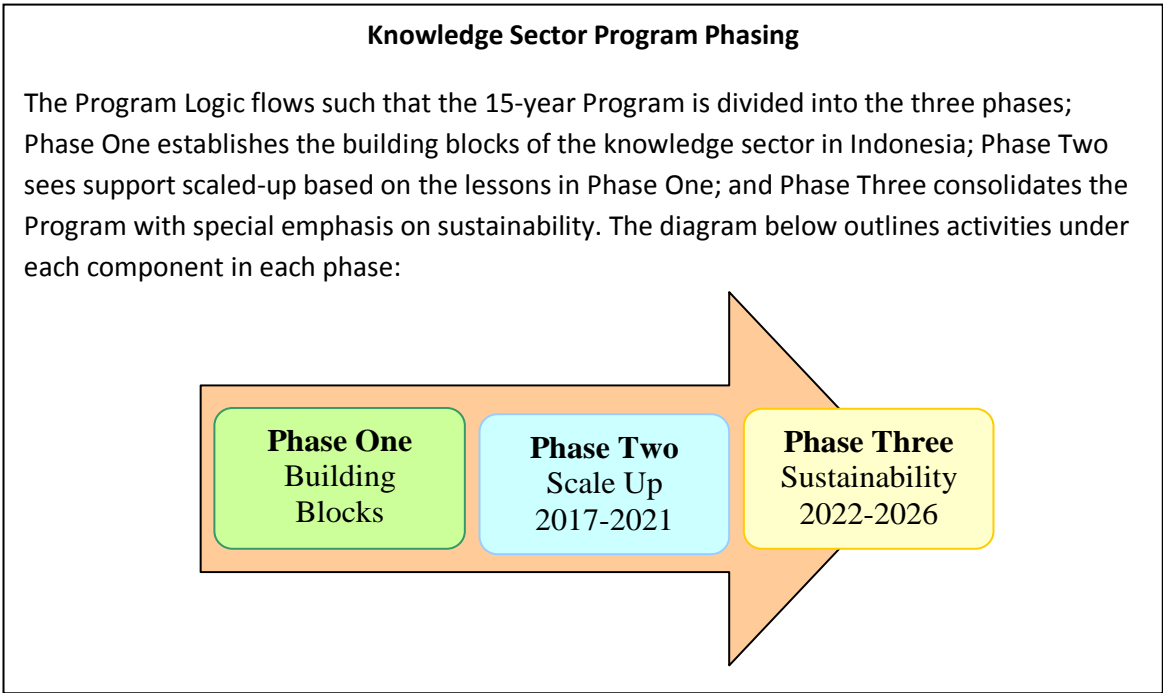 Knowledge Sector Program Phasing
The Program Logic flows such that the 15-year Program is divided into the three phases;
Phase One establishes the building blocks of the knowledge sector in Indonesia; Phase Two
sees support scaled-up based on the lessons in Phase One; and Phase Three consolidates the
Program with special emphasis on sustainability. The diagram below outlines activities under
each component in each phase:
Phase One
Building
Blocks
Phase Two
Scale Up
2017-2021
Phase Three
Sustainability
2022-2026